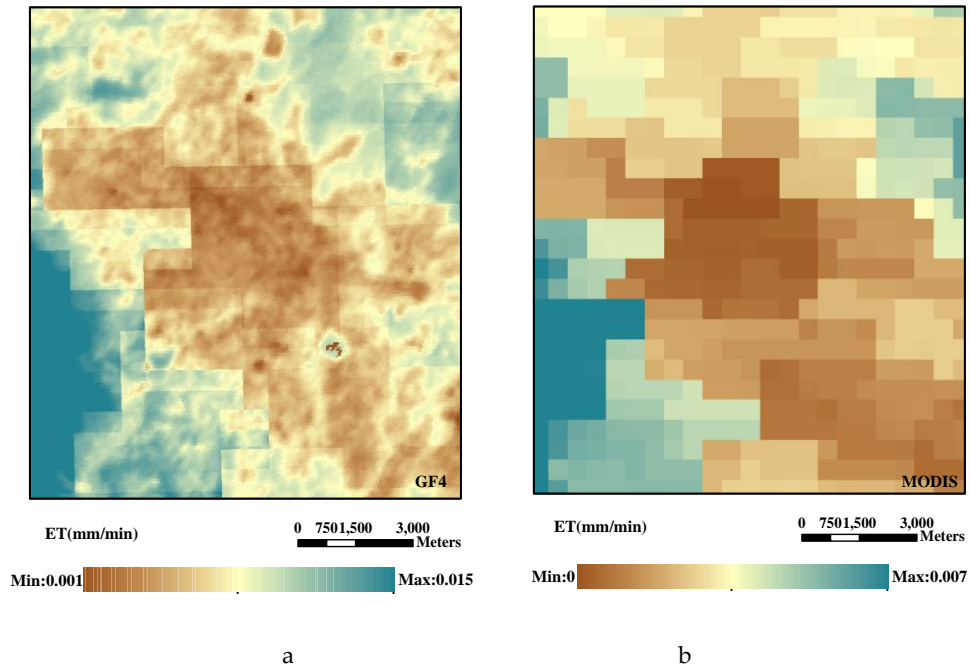 GF4
MODIS
ET(mm/min)
0 7501,500 3,000
Meters
Min:0.001
Max:0.015
ET(mm/min)
0 7501,500 3,000
Meters
Min:0
Max:0.007
a
b